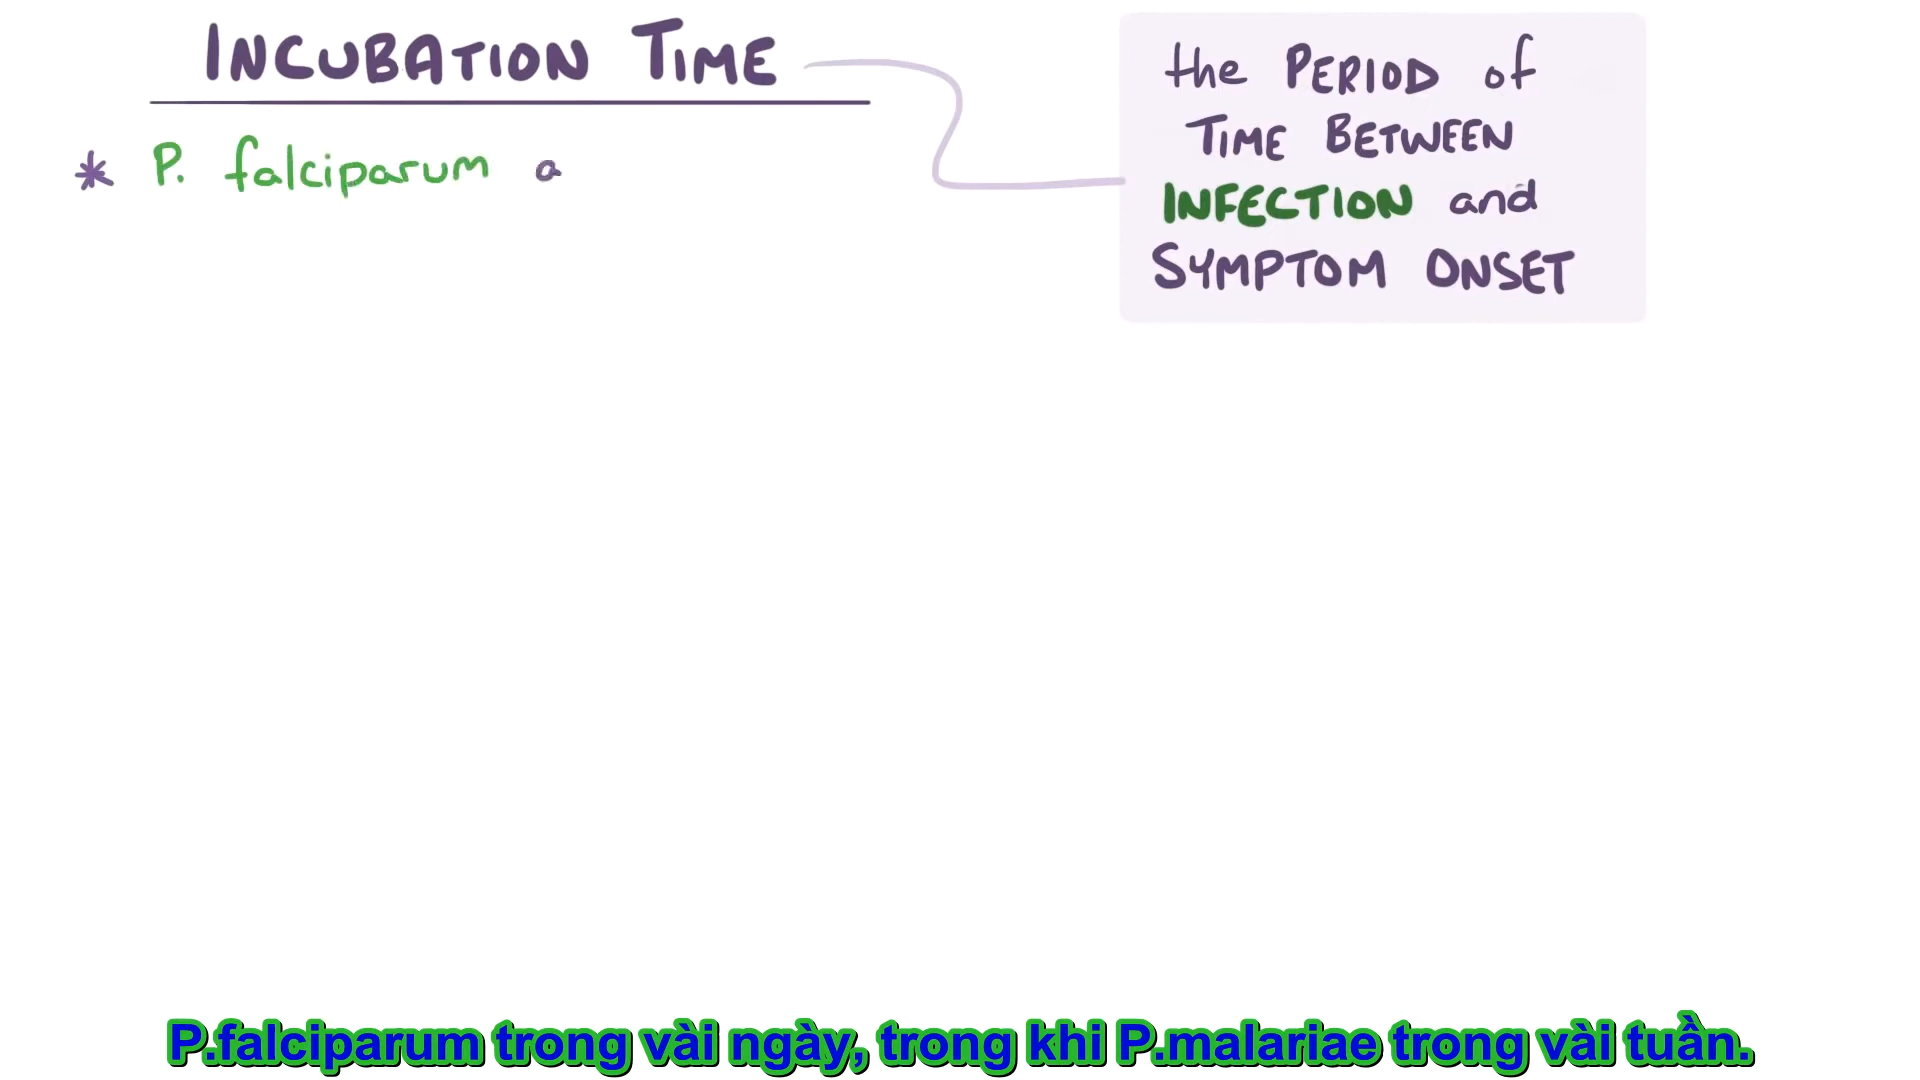 INCUBATION TIME
* P. falciparum a
the PERIOD of
TIME BETWEEN
INFECTION and
SYMPTOM ONSET
P.falciparum trong vài ngày, trong khi P.malariae trong vài tuần.